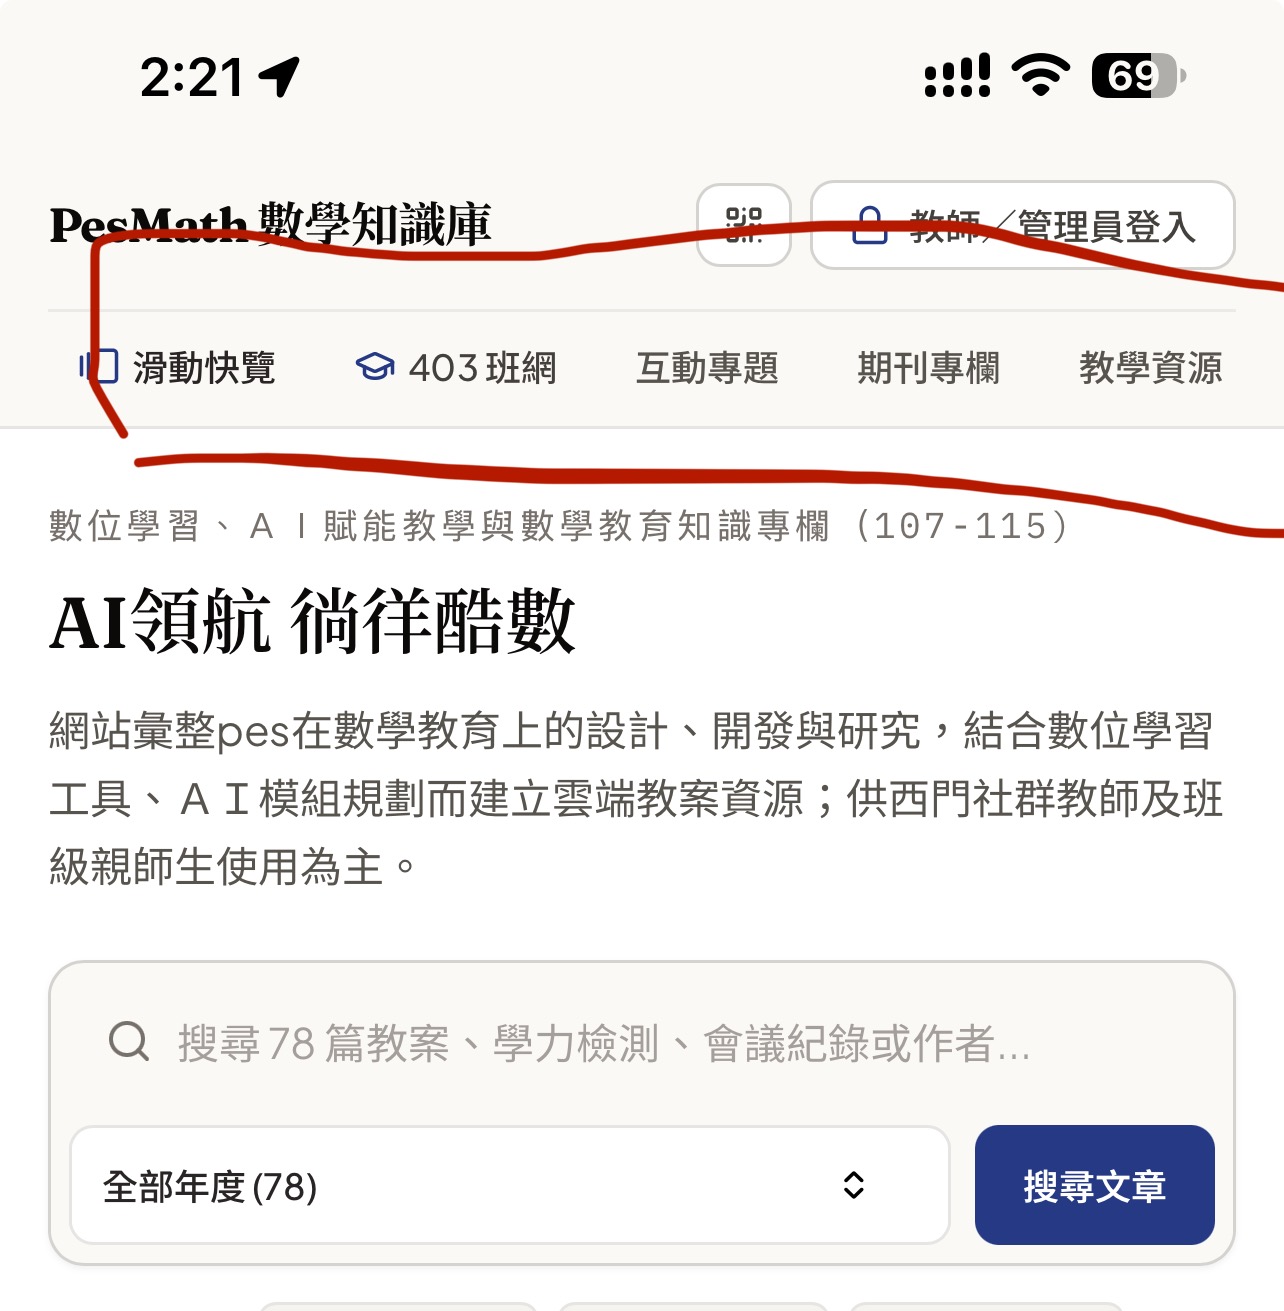 2:21 69
PesMath 數學知識庫 教師／管理員登入
滑動快覽 403 班網 互動專題 期刊專欄 教學資源
數位學習、ＡＩ賦能教學與數學教育知識專欄（107-115）
AI領航 徜徉酷數
網站彙整pes在數學教育上的設計、開發與研究，結合數位學習
工具、ＡＩ模組規劃而建立雲端教案資源；供西門社群教師及班
級親師生使用為主。
搜尋 78 篇教案、學力檢測、會議紀錄或作者...
全部年度 (78) 搜尋文章